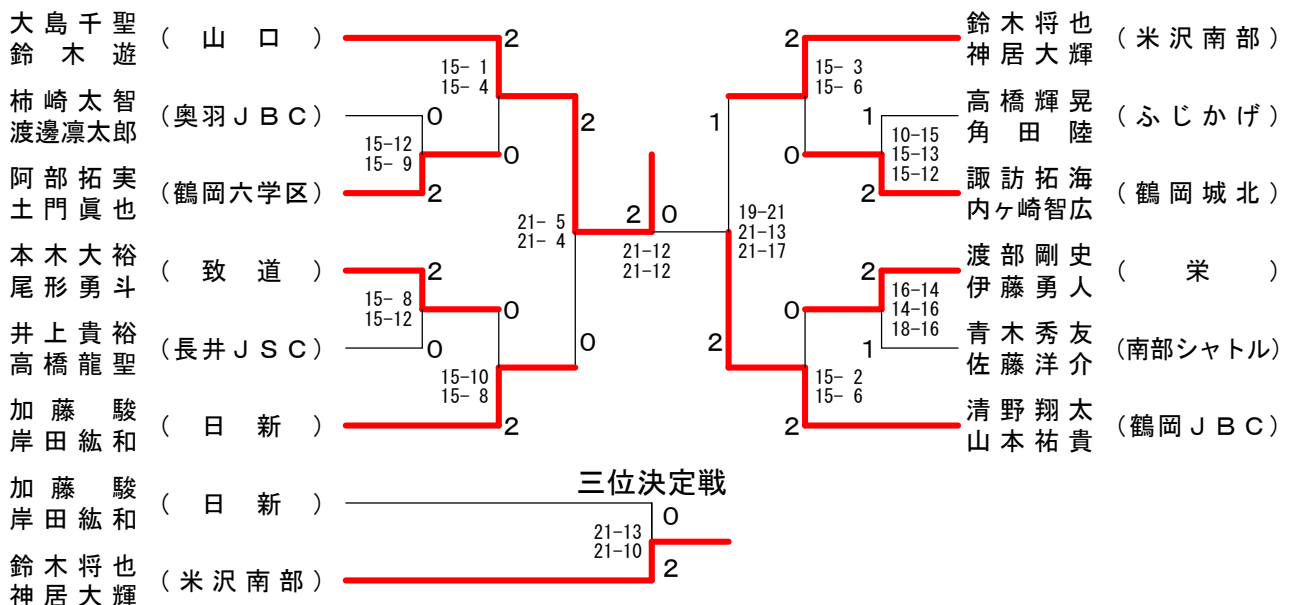 大島千聖
鈴木遊
(山口)
2
15- 1
15- 4
柿崎太智
渡邊凛太郎
(奥羽JBC)
0
15-12
15- 9
0
2
阿部拓実
土門眞也
(鶴岡六学区)
2
21- 5
21- 4
本木大裕
尾形勇斗
(致道)
2
15- 8
15-12
0
井上貴裕
高橋龍聖
(長井JSC)
0
0
15-10
15- 8
加藤駿
岸田紘和
(日新)
2
2
0
21-12
21-12
鈴木将也
神居大輝
(米沢南部)
2
15- 3
15- 6
高橋輝晃
角田陸
(ふじかげ)
1
1
10-15
15-13
15-12
0
諏訪拓海
内ヶ崎智広
(鶴岡城北)
2
19-21
21-13
21-17
渡部剛史
伊藤勇人
(栄)
2
16-14
14-16
18-16
0
青木秀友
佐藤洋介
(南部シャトル)
1
2
15- 2
15- 6
清野翔太
山本祐貴
(鶴岡JBC)
2
三位決定戦
加藤駿
岸田紘和
(日新)
0
21-13
21-10
鈴木将也
神居大輝
(米沢南部)
2